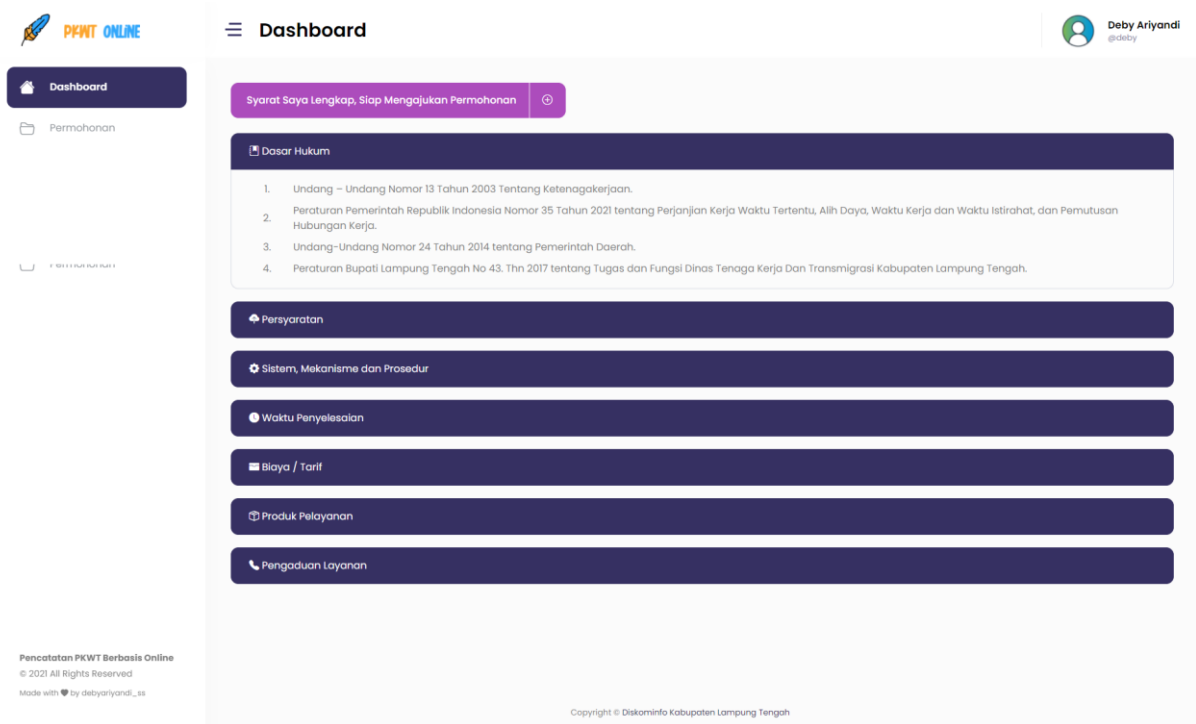 PKWT ONLINE
Dashboard
Deby Ariyandi
@deby
Dashboard
Permohonan
Syarat Saya Lengkap, Siap Mengajukan Permohonan
Dasar Hukum
1. Undang – Undang Nomor 13 Tahun 2003 Tentang Ketenagakerjaan.
2. Peraturan Pemerintah Republik Indonesia Nomor 35 Tahun 2021 tentang Perjanjian Kerja Waktu Tertentu, Alih Daya, Waktu Kerja dan Waktu Istirahat, dan Pemutusan
Hubungan Kerja.
3. Undang-Undang Nomor 24 Tahun 2014 tentang Pemerintah Daerah.
4. Peraturan Bupati Lampung Tengah No 43. Thn 2017 tentang Tugas dan Fungsi Dinas Tenaga Kerja Dan Transmigrasi Kabupaten Lampung Tengah.
Persyaratan
Sistem, Mekanisme dan Prosedur
Waktu Penyelesaian
Biaya / Tarif
Produk Pelayanan
Pengaduan Layanan
Pencatatan PKWT Berbasis Online
© 2021 All Rights Reserved
Made with ♥ by debyariyandi_ss
Copyright © Diskominfo Kabupaten Lampung Tengah